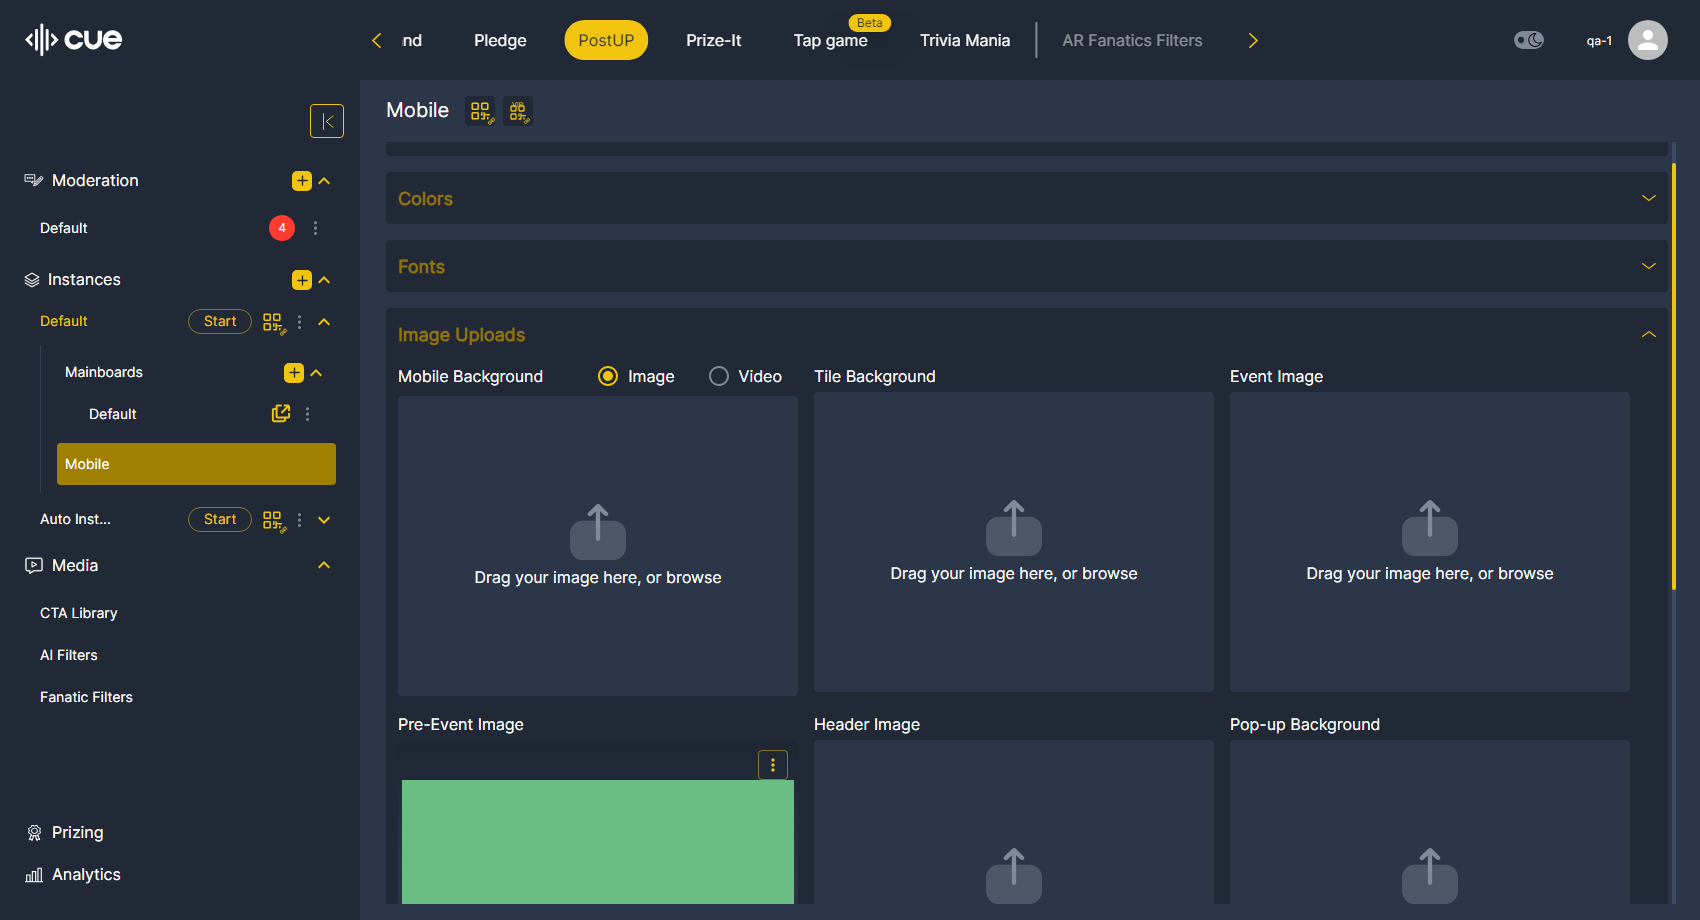 cue
nd
Pledge
PostUP
Prize-It
Beta
Tap game
Trivia Mania
AR Fanatics Filters
qa-1
Mobile
Moderation
Default
4
Instances
Default
Start
Mainboards
Default
Mobile
Auto Inst...
Start
Media
CTA Library
AI Filters
Fanatic Filters
Prizing
Analytics
Colors
Fonts
Image Uploads
Mobile Background
Image
Video
Tile Background
Event Image
Drag your image here, or browse
Drag your image here, or browse
Drag your image here, or browse
Pre-Event Image
Header Image
Pop-up Background